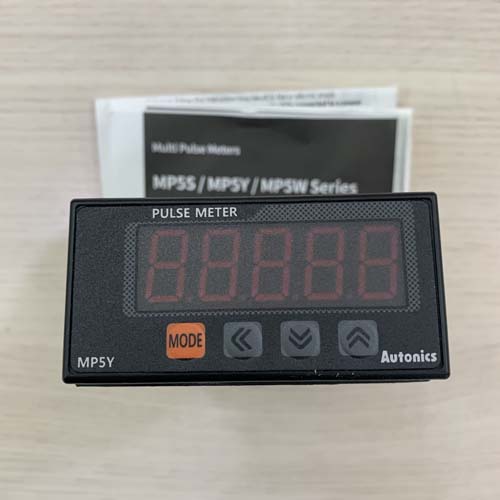 Multi Pulse Meters
MP5S / MP5Y / MP5W Series
PULSE METER
MODE
MP5Y
Autonics